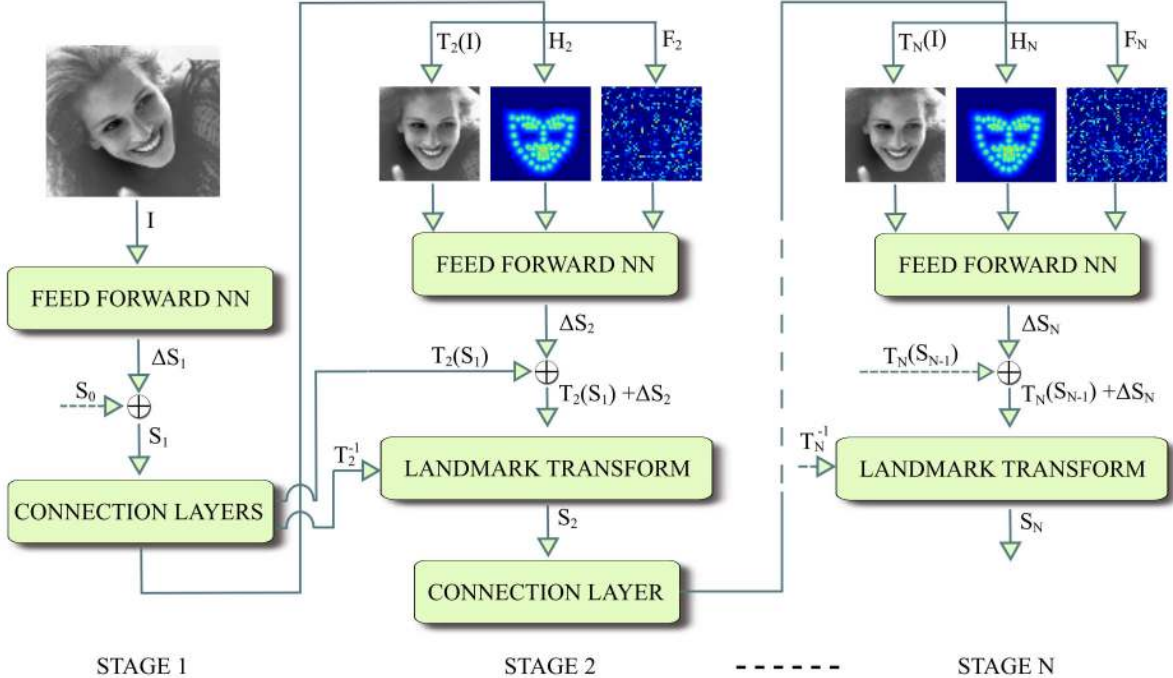 T₂(I)
H₂
F₂
T_N(I)
H_N
F_N
I
FEED FORWARD NN
FEED FORWARD NN
FEED FORWARD NN
ΔS₁
ΔS₂
ΔS_N
S₀
T₂(S₁)
T_N(S_{N-1})
S₁
T₂(S₁) +ΔS₂
T_N(S_{N-1}) +ΔS_N
T₂⁻¹
T_N⁻¹
LANDMARK TRANSFORM
LANDMARK TRANSFORM
CONNECTION LAYERS
S₂
S_N
CONNECTION LAYER
STAGE 1
STAGE 2
STAGE N